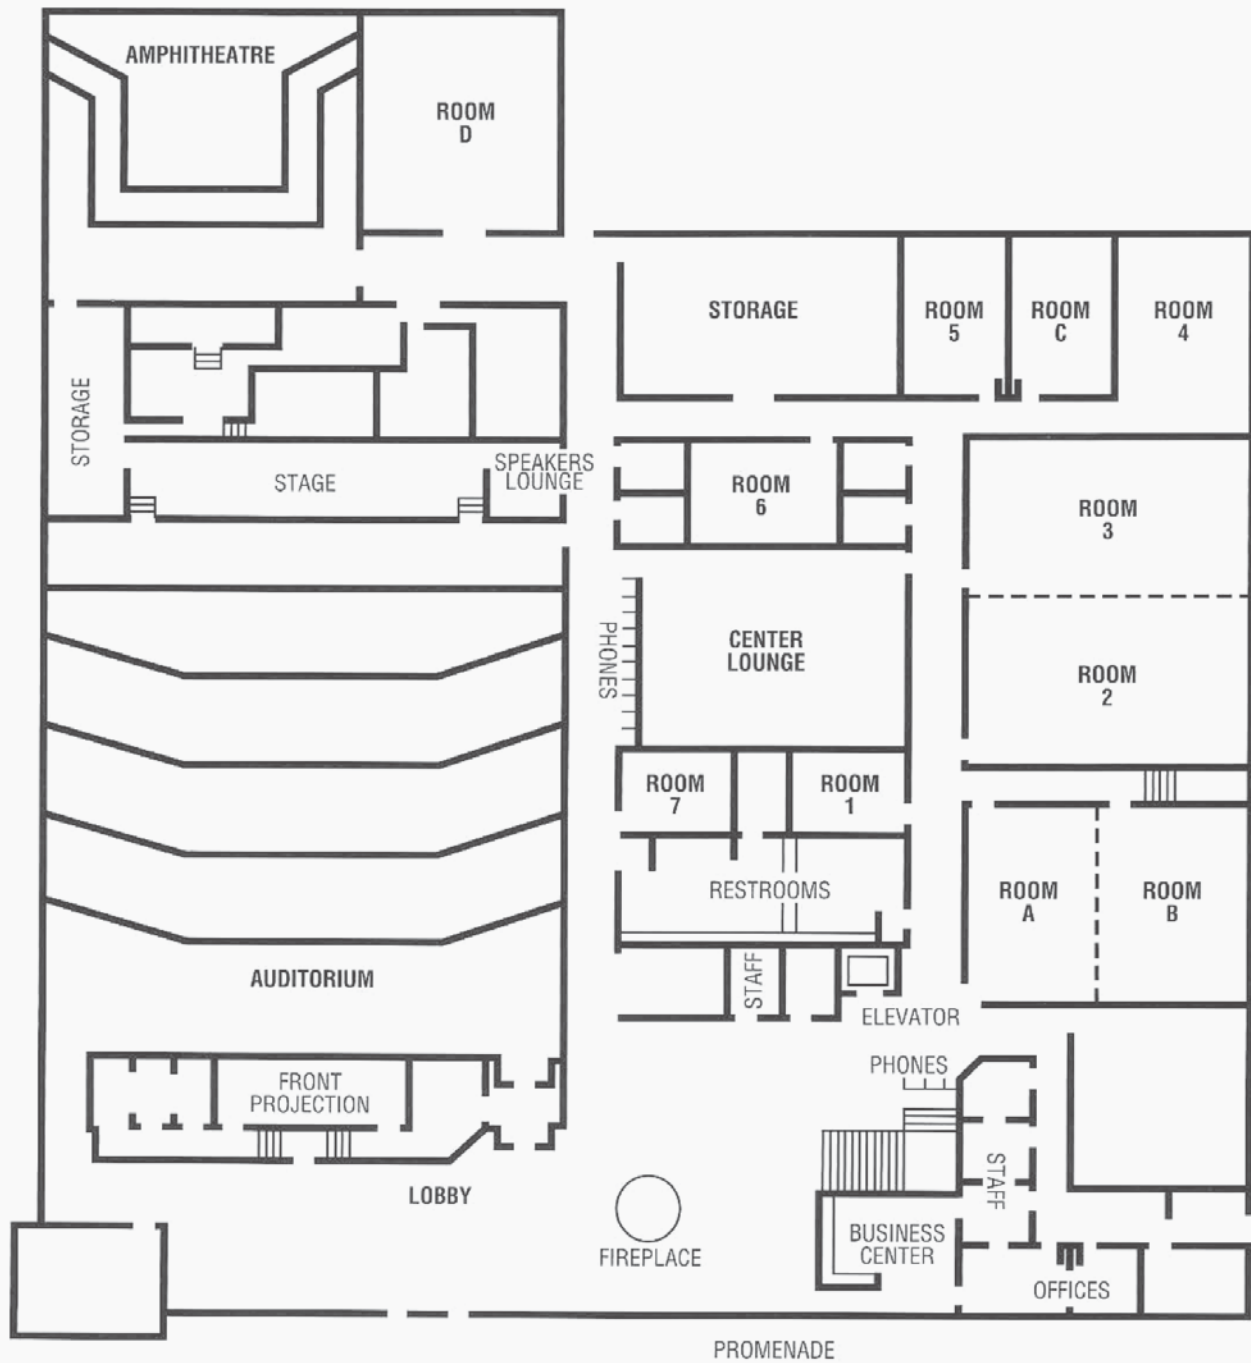 AMPHITHEATRE
ROOM
D
STORAGE
ROOM
5
ROOM
C
ROOM
4
STORAGE
STAGE
SPEAKERS
LOUNGE
ROOM
6
ROOM
3
PHONES
CENTER
LOUNGE
ROOM
2
ROOM
7
ROOM
1
RESTROOMS
ROOM
A
ROOM
B
AUDITORIUM
STAFF
ELEVATOR
PHONES
FRONT
PROJECTION
STAFF
LOBBY
FIREPLACE
BUSINESS
CENTER
OFFICES
PROMENADE